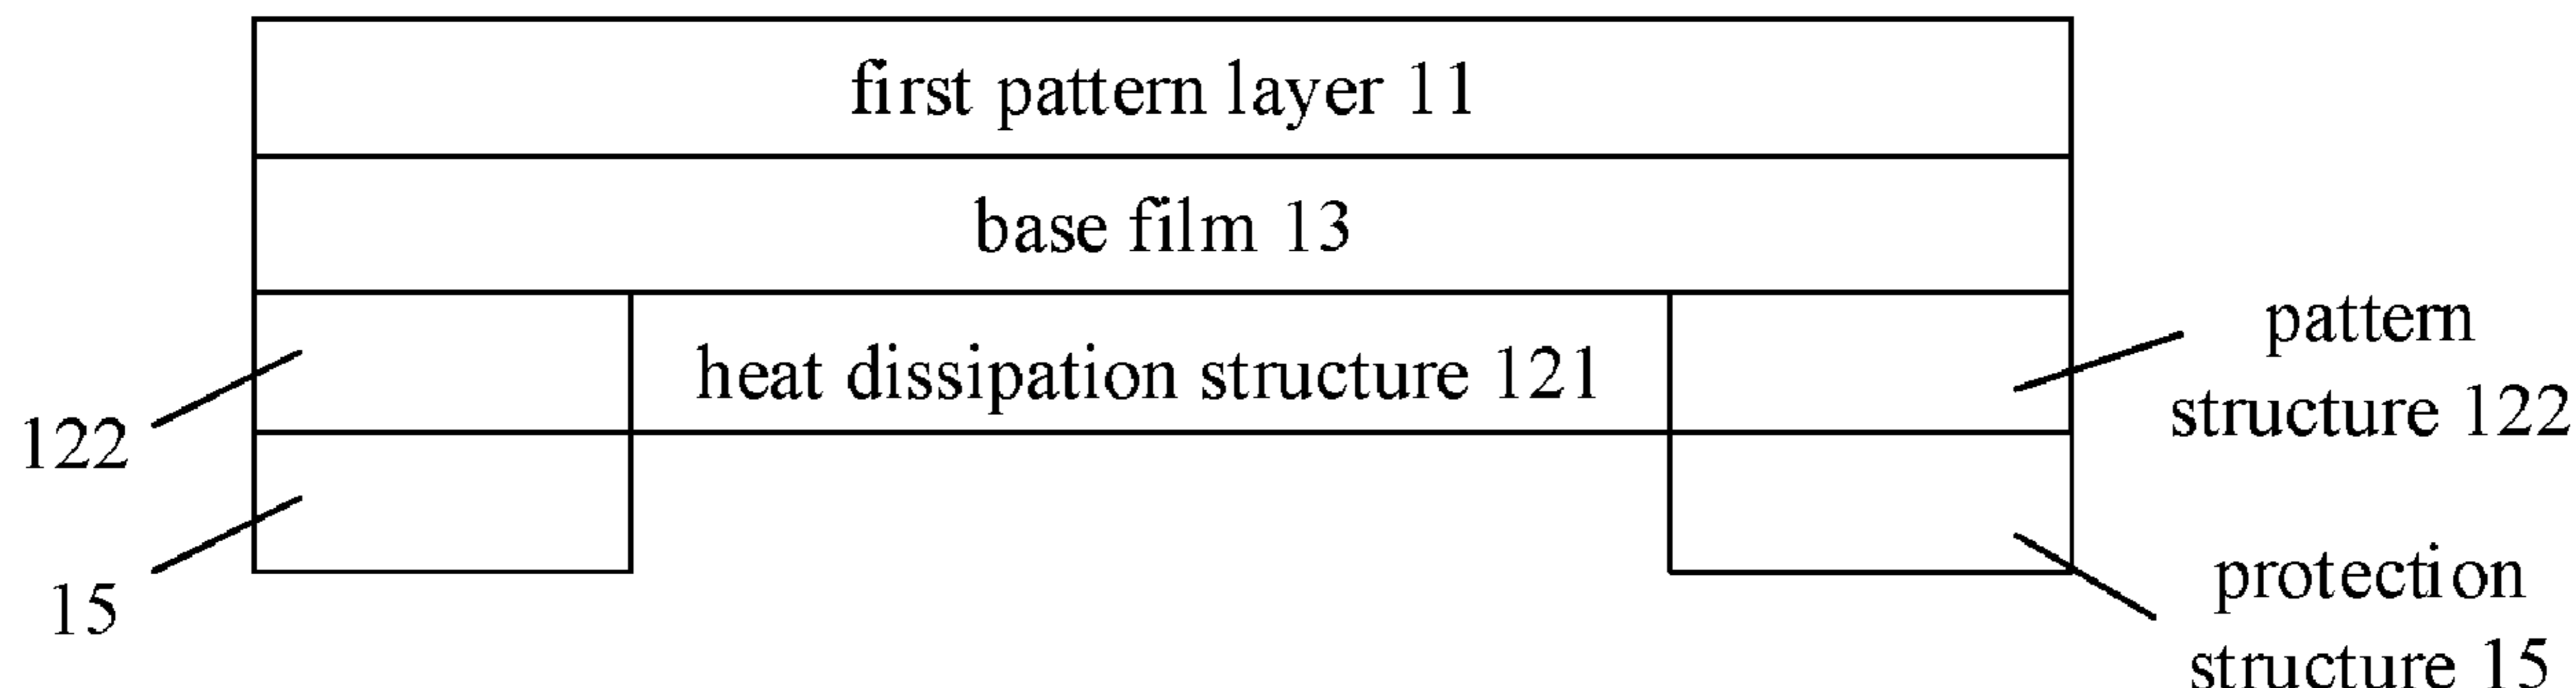 first pattern layer 11
base film 13
heat dissipation structure 121
pattern
structure 122
122
15
protection
structure 15